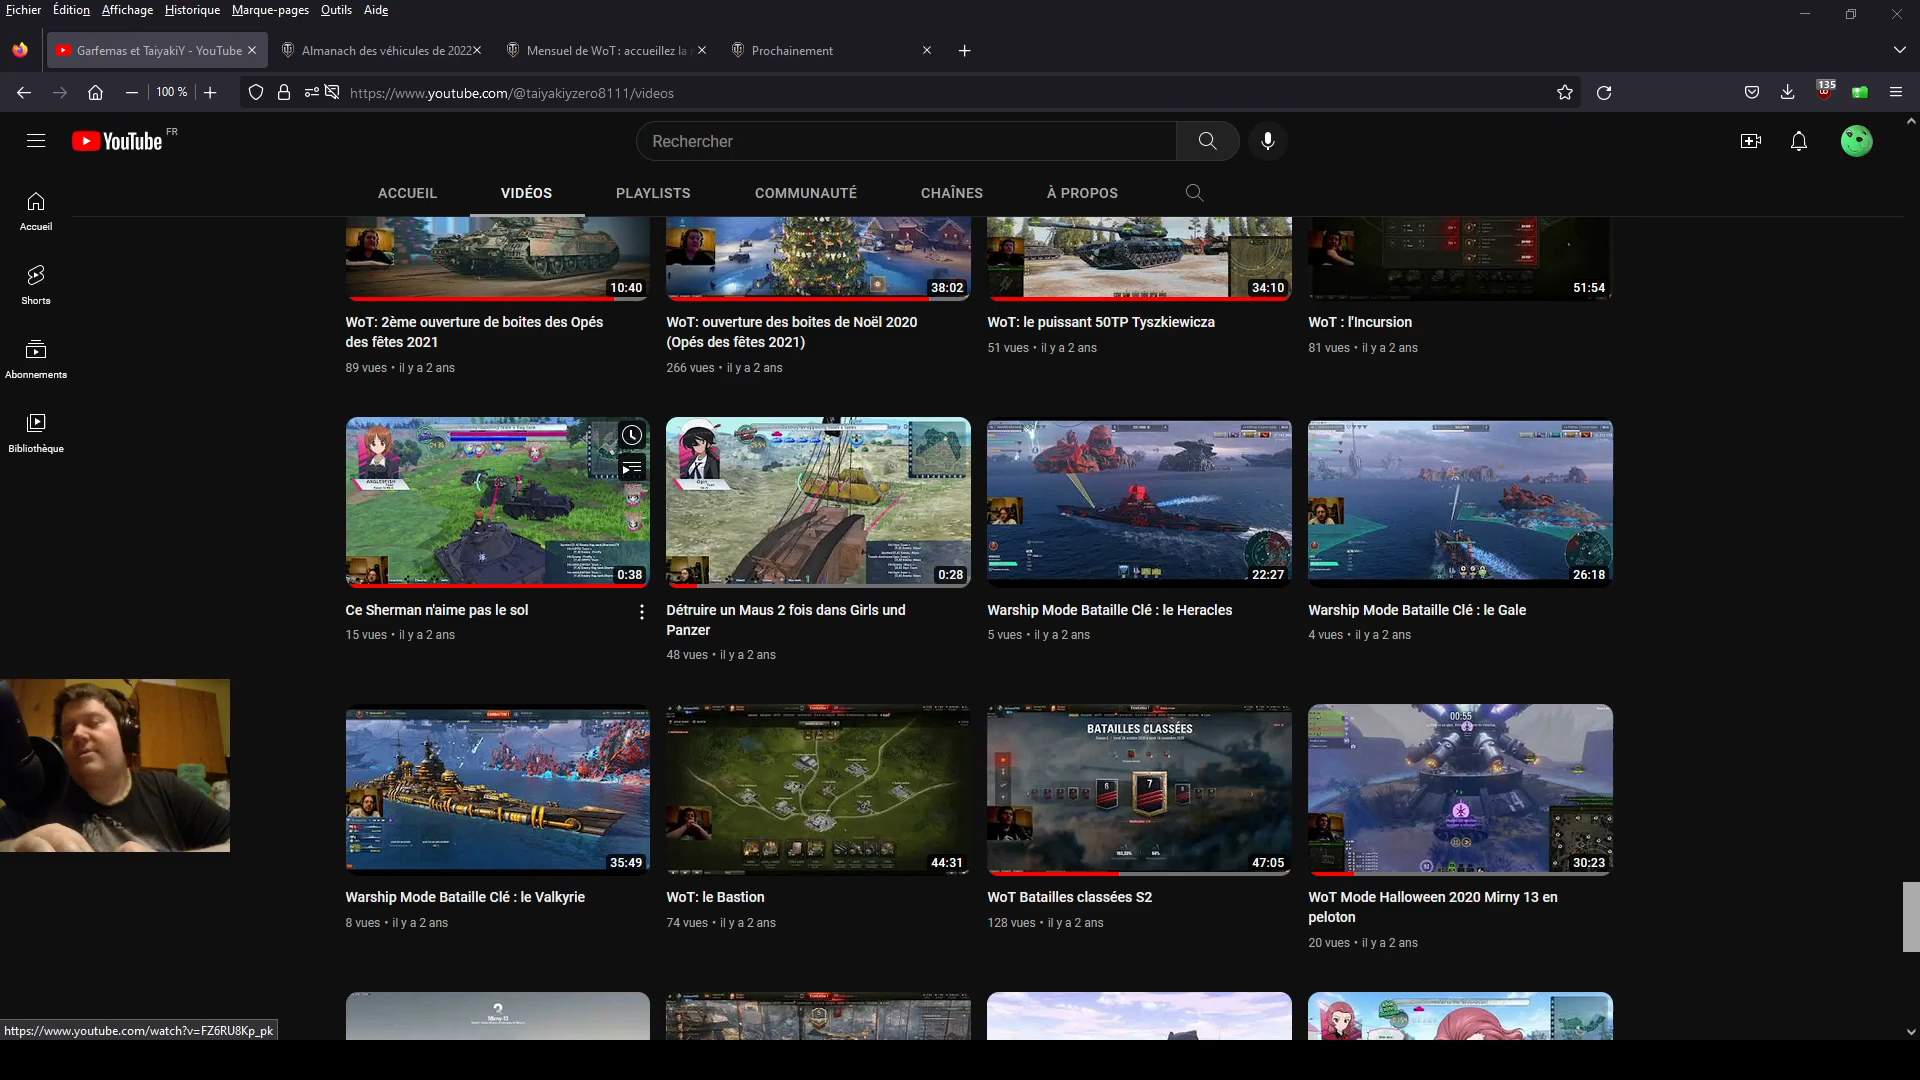 Fichier Édition Affichage Historique Marque-pages Outils Aide
Garfemas et TaiyakiY - YouTube
Almanach des véhicules de 2022
Mensuel de WoT : accueillez la
Prochainement
100 %
https://www.youtube.com/@taiyakiyzero8111/videos
135
YouTube FR
Rechercher
ACCUEIL VIDÉOS PLAYLISTS COMMUNAUTÉ CHAÎNES À PROPOS
Accueil
Shorts
Abonnements
Bibliothèque
10:40
38:02
34:10
51:54
WoT: 2ème ouverture de boites des Opés
des fêtes 2021
89 vues • il y a 2 ans
WoT: ouverture des boites de Noël 2020
(Opés des fêtes 2021)
266 vues • il y a 2 ans
WoT: le puissant 50TP Tyszkiewicza
51 vues • il y a 2 ans
WoT : l'Incursion
81 vues • il y a 2 ans
ANGLERFISH
0:38
0:28
22:27
26:18
Ce Sherman n'aime pas le sol
15 vues • il y a 2 ans
Détruire un Maus 2 fois dans Girls und
Panzer
48 vues • il y a 2 ans
Warship Mode Bataille Clé : le Heracles
5 vues • il y a 2 ans
Warship Mode Bataille Clé : le Gale
4 vues • il y a 2 ans
35:49
44:31
BATAILLES CLASSÉES
6
7
8
47:05
00:55
30:23
Warship Mode Bataille Clé : le Valkyrie
8 vues • il y a 2 ans
WoT: le Bastion
74 vues • il y a 2 ans
WoT Batailles classées S2
128 vues • il y a 2 ans
WoT Mode Halloween 2020 Mirny 13 en
peloton
20 vues • il y a 2 ans
Mirny-13
https://www.youtube.com/watch?v=FZ6RU8Kp_pk